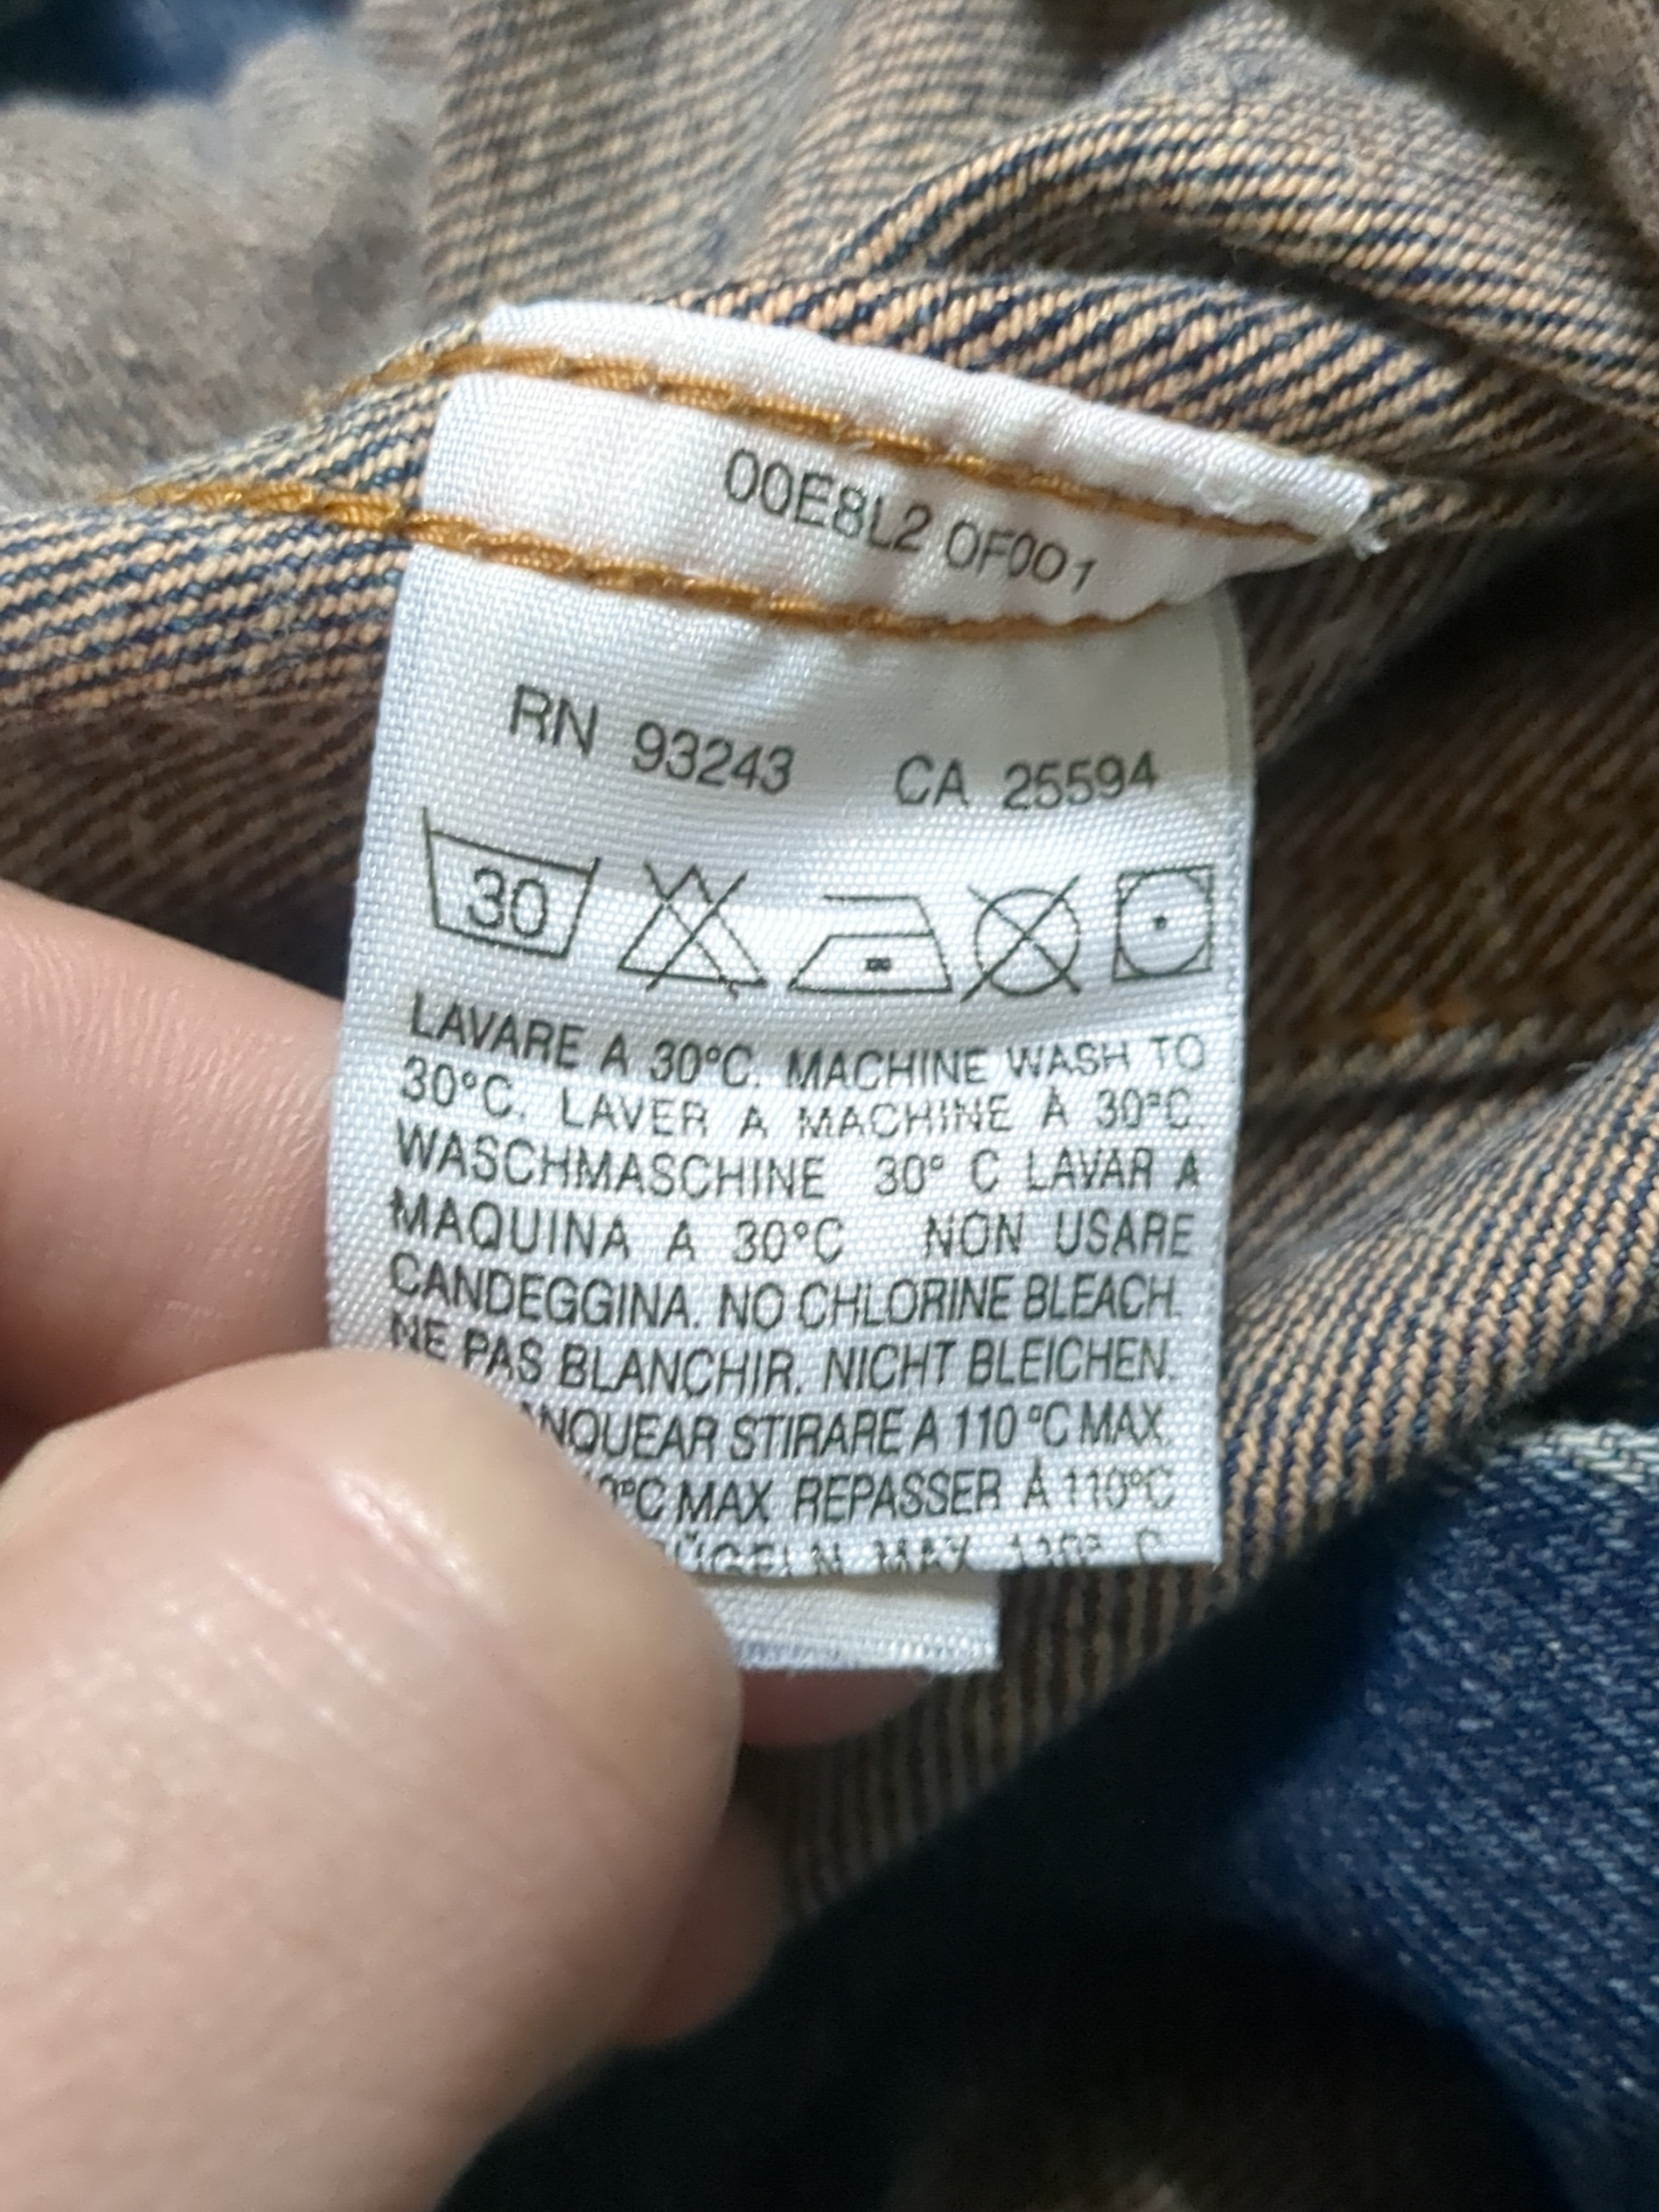 00E8L2 0F001
RN 93243 CA 25594
30
LAVARE A 30°C. MACHINE WASH TO
30°C. LAVER A MACHINE À 30°C.
WASCHMASCHINE 30° C LAVAR A
MAQUINA A 30°C NON USARE
CANDEGGINA. NO CHLORINE BLEACH.
NE PAS BLANCHIR. NICHT BLEICHEN.
STIRARE A 110 °C MAX.
MAX. REPASSER À 110°C
MAX 110° C